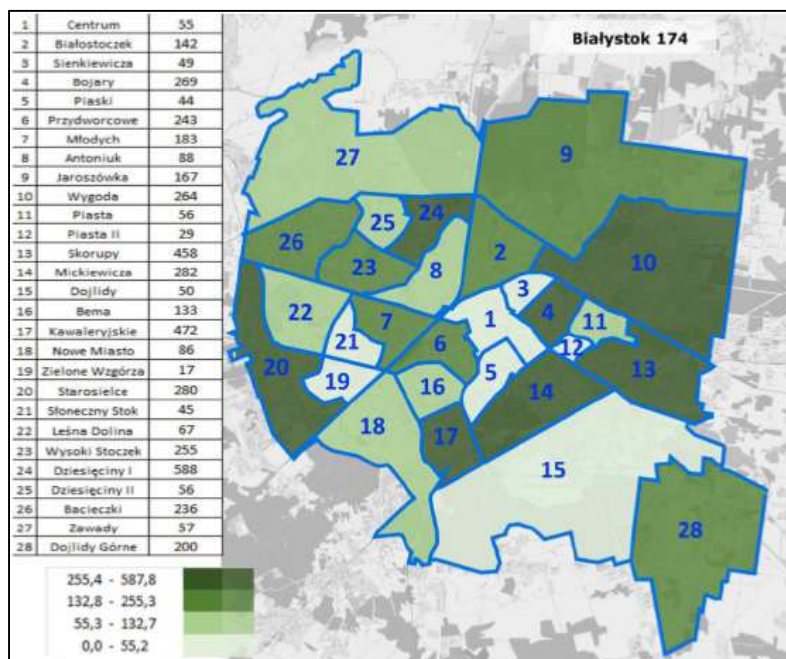 1 Centrum 55
2 Białostoczek 142
3 Sienkiewicza 49
4 Bojary 269
5 Piaski 44
6 Przydworcowe 243
7 Młodych 183
8 Antoniuk 88
9 Jaroszówka 167
10 Wygoda 264
11 Piasta 56
12 Piasta II 29
13 Skorupy 458
14 Mickiewicza 282
15 Dojlidy 50
16 Bema 133
17 Kawaleryjskie 472
18 Nowe Miasto 86
19 Zielone Wzgórza 17
20 Starosielce 280
21 Słoneczny Stok 45
22 Leśna Dolina 67
23 Wysoki Stoczek 255
24 Dziesięciny I 588
25 Dziesięciny II 56
26 Bacieczki 236
27 Zawady 57
28 Dojlidy Górne 200
255,4 - 587,8
132,8 - 255,3
55,3 - 132,7
0,0 - 55,2
Białystok 174
27
9
25
24
26
23
2
8
10
3
22
7
1
4
11
21
6
12
20
19
5
13
16
14
18
17
15
28